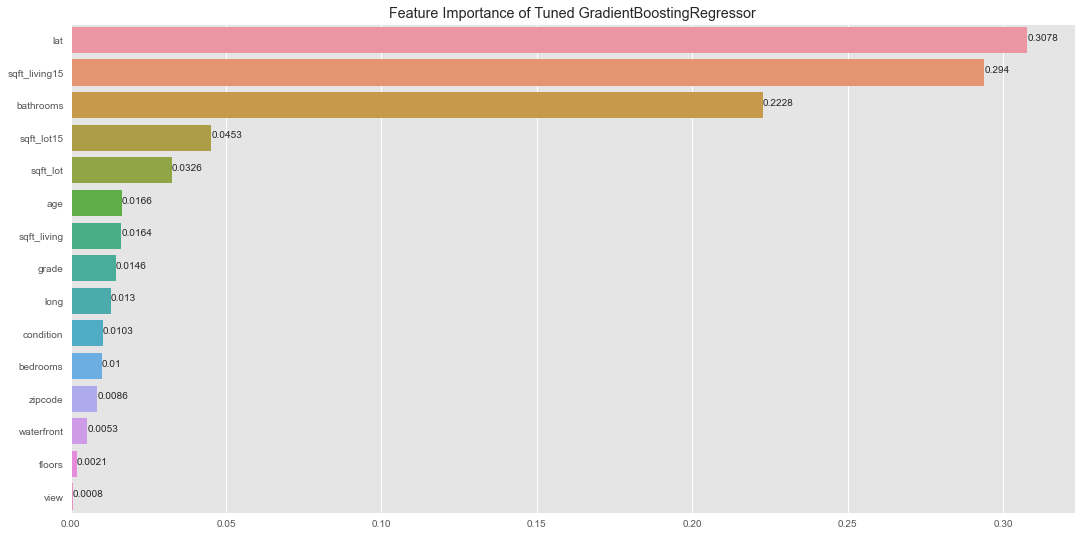 Feature Importance of Tuned GradientBoostingRegressor
lat 0.3078
sqft_living15 0.294
bathrooms 0.2228
sqft_lot15 0.0453
sqft_lot 0.0326
age 0.0166
sqft_living 0.0164
grade 0.0146
long 0.013
condition 0.0103
bedrooms 0.01
zipcode 0.0086
waterfront 0.0053
floors 0.0021
view 0.0008
0.00 0.05 0.10 0.15 0.20 0.25 0.30